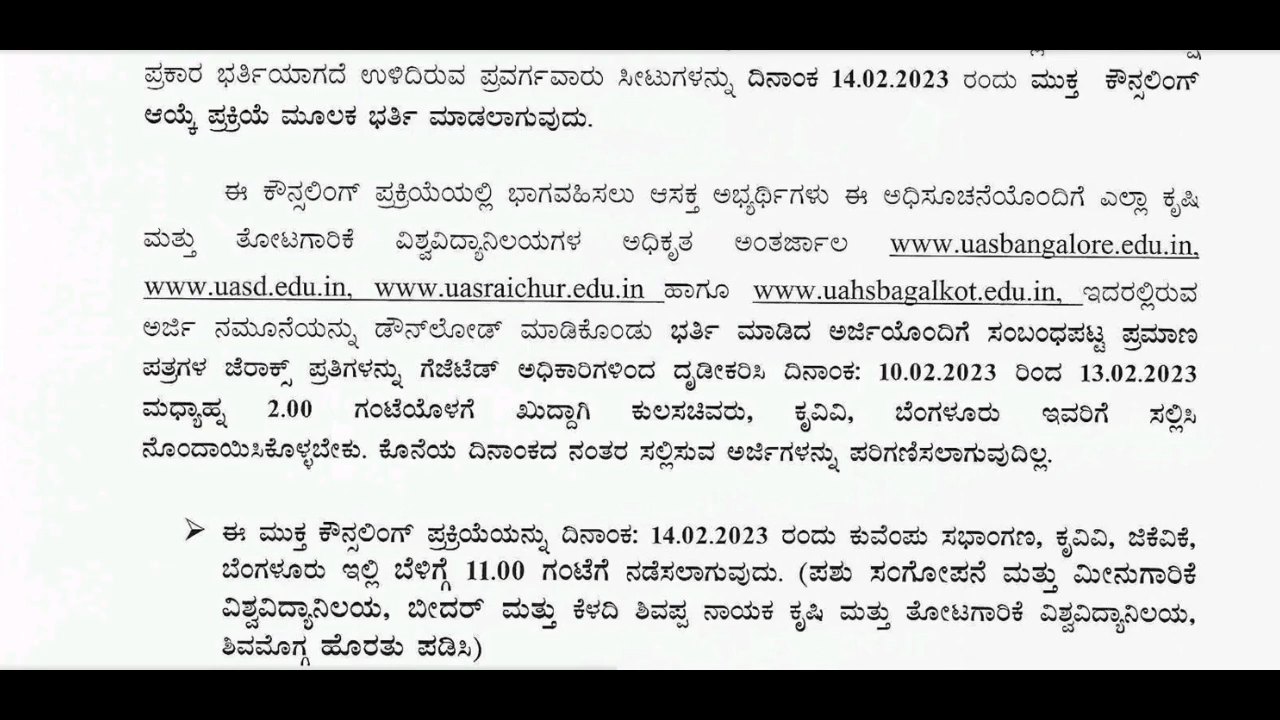 ಪ್ರಕಾರ ಭರ್ತಿಯಾಗದೆ ಉಳಿದಿರುವ ಪ್ರವರ್ಗವಾರು ಸೀಟುಗಳನ್ನು ದಿನಾಂಕ 14.02.2023 ರಂದು ಮುಕ್ತ ಕೌನ್ಸಲಿಂಗ್
ಆಯ್ಕೆ ಪ್ರಕ್ರಿಯೆ ಮೂಲಕ ಭರ್ತಿ ಮಾಡಲಾಗುವುದು.
ಈ ಕೌನ್ಸಲಿಂಗ್ ಪ್ರಕ್ರಿಯೆಯಲ್ಲಿ ಭಾಗವಹಿಸಲು ಆಸಕ್ತ ಅಭ್ಯರ್ಥಿಗಳು ಈ ಅಧಿಸೂಚನೆಯೊಂದಿಗೆ ಎಲ್ಲಾ ಕೃಷಿ
ಮತ್ತು ತೋಟಗಾರಿಕೆ ವಿಶ್ವವಿದ್ಯಾನಿಲಯಗಳ ಅಧಿಕೃತ ಅಂತರ್ಜಾಲ www.uasbangalore.edu.in,
www.uasd.edu.in, www.uasraichur.edu.in ಹಾಗೂ www.uahsbagalkot.edu.in, ಇದರಲ್ಲಿರುವ
ಅರ್ಜಿ ನಮೂನೆಯನ್ನು ಡೌನ್‌ಲೋಡ್ ಮಾಡಿಕೊಂಡು ಭರ್ತಿ ಮಾಡಿದ ಅರ್ಜಿಯೊಂದಿಗೆ ಸಂಬಂಧಪಟ್ಟ ಪ್ರಮಾಣ
ಪತ್ರಗಳ ಜೆರಾಕ್ಸ್ ಪ್ರತಿಗಳನ್ನು ಗೆಜೆಟೆಡ್ ಅಧಿಕಾರಿಗಳಿಂದ ದೃಡೀಕರಿಸಿ ದಿನಾಂಕ: 10.02.2023 ರಿಂದ 13.02.2023
ಮಧ್ಯಾಹ್ನ 2.00 ಗಂಟೆಯೊಳಗೆ ಖುದ್ದಾಗಿ ಕುಲಸಚಿವರು, ಕೃವಿವಿ, ಬೆಂಗಳೂರು ಇವರಿಗೆ ಸಲ್ಲಿಸಿ
ನೊಂದಾಯಿಸಿಕೊಳ್ಳಬೇಕು. ಕೊನೆಯ ದಿನಾಂಕದ ನಂತರ ಸಲ್ಲಿಸುವ ಅರ್ಜಿಗಳನ್ನು ಪರಿಗಣಿಸಲಾಗುವುದಿಲ್ಲ.
➢ ಈ ಮುಕ್ತ ಕೌನ್ಸಲಿಂಗ್ ಪ್ರಕ್ರಿಯೆಯನ್ನು ದಿನಾಂಕ: 14.02.2023 ರಂದು ಕುವೆಂಪು ಸಭಾಂಗಣ, ಕೃವಿವಿ, ಜಿಕೆವಿಕೆ,
ಬೆಂಗಳೂರು ಇಲ್ಲಿ ಬೆಳಿಗ್ಗೆ 11.00 ಗಂಟೆಗೆ ನಡೆಸಲಾಗುವುದು. (ಪಶು ಸಂಗೋಪನೆ ಮತ್ತು ಮೀನುಗಾರಿಕೆ
ವಿಶ್ವವಿದ್ಯಾನಿಲಯ, ಬೀದರ್ ಮತ್ತು ಕೆಳದಿ ಶಿವಪ್ಪ ನಾಯಕ ಕೃಷಿ ಮತ್ತು ತೋಟಗಾರಿಕೆ ವಿಶ್ವವಿದ್ಯಾನಿಲಯ,
ಶಿವಮೊಗ್ಗ ಹೊರತು ಪಡಿಸಿ)